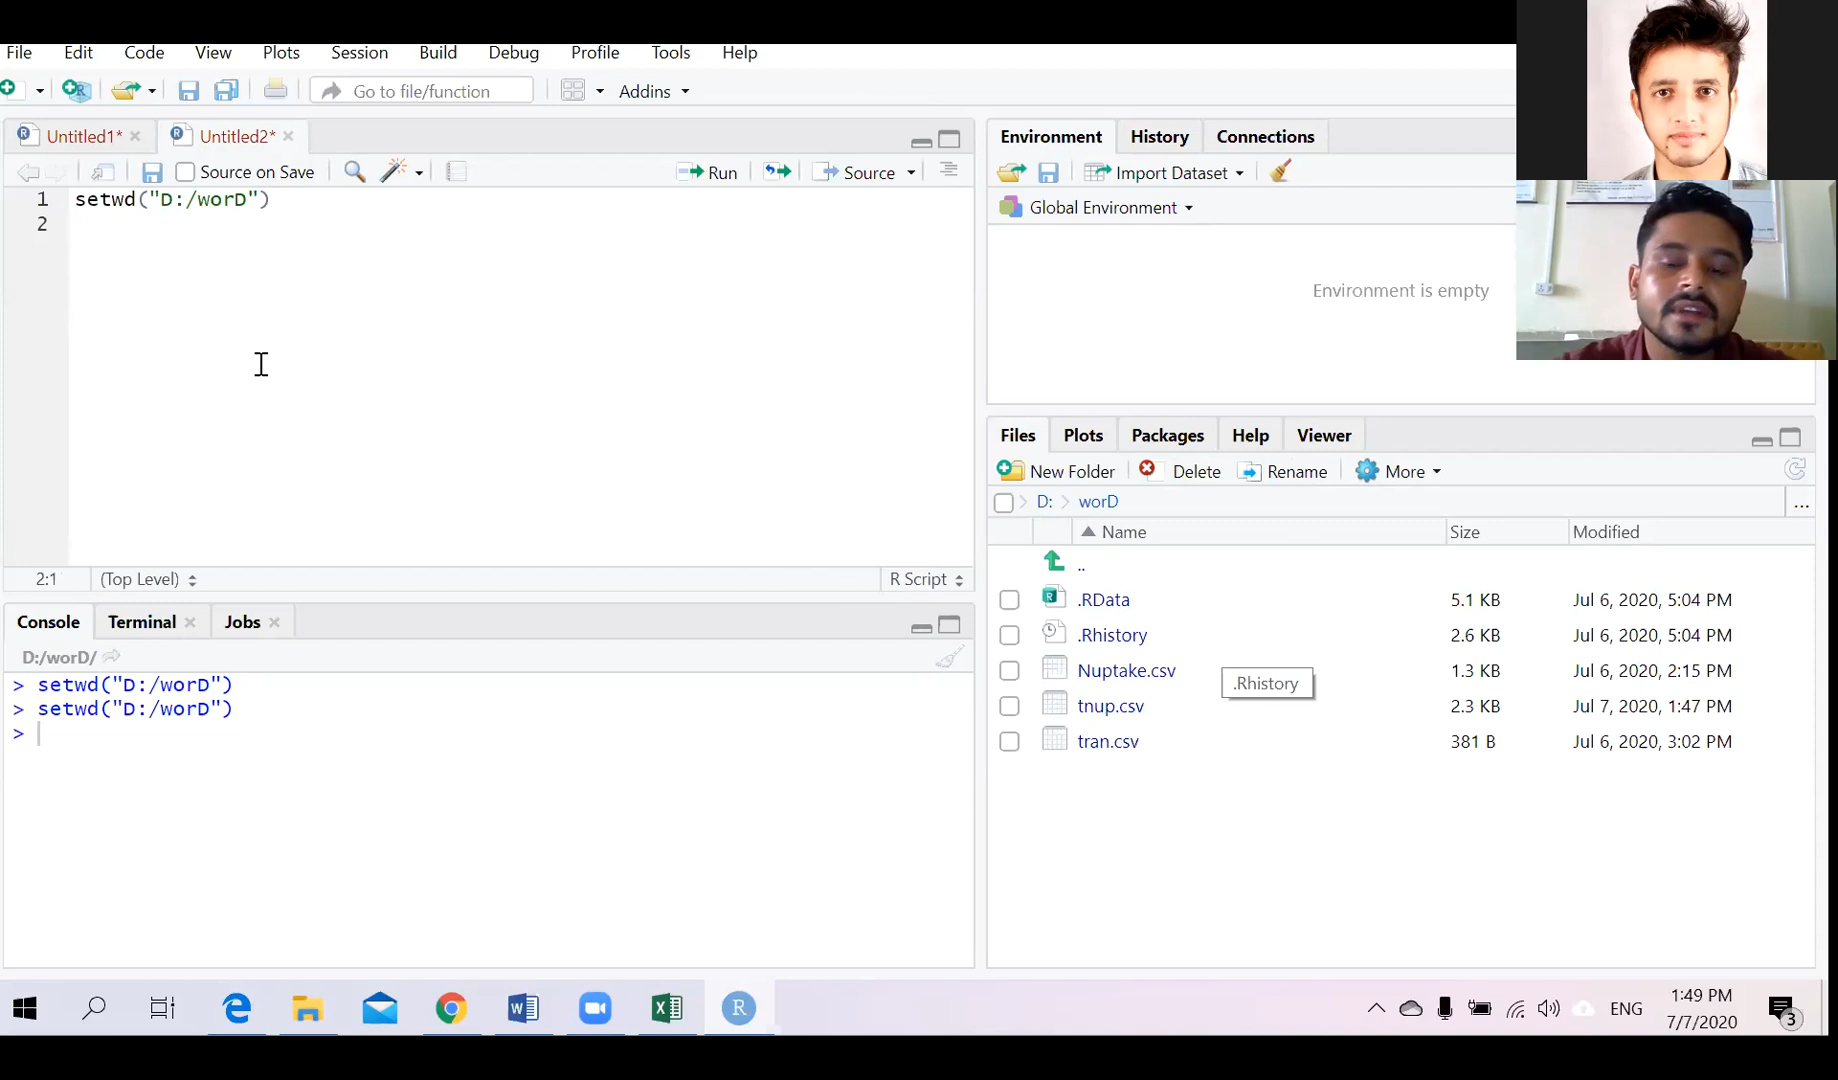 File Edit Code View Plots Session Build Debug Profile Tools Help
Go to file/function Addins
Untitled1* Untitled2*
Source on Save Run Source
1 setwd("D:/worD")
2
2:1 (Top Level) R Script
Console Terminal Jobs
D:/worD/
> setwd("D:/worD")
> setwd("D:/worD")
>
Environment History Connections
Import Dataset
Global Environment
Environment is empty
Files Plots Packages Help Viewer
New Folder Delete Rename More
D: worD ...
Name Size Modified
..
.RData 5.1 KB Jul 6, 2020, 5:04 PM
.Rhistory 2.6 KB Jul 6, 2020, 5:04 PM
Nuptake.csv 1.3 KB Jul 6, 2020, 2:15 PM
.Rhistory
tnup.csv 2.3 KB Jul 7, 2020, 1:47 PM
tran.csv 381 B Jul 6, 2020, 3:02 PM
ENG 1:49 PM
7/7/2020 3